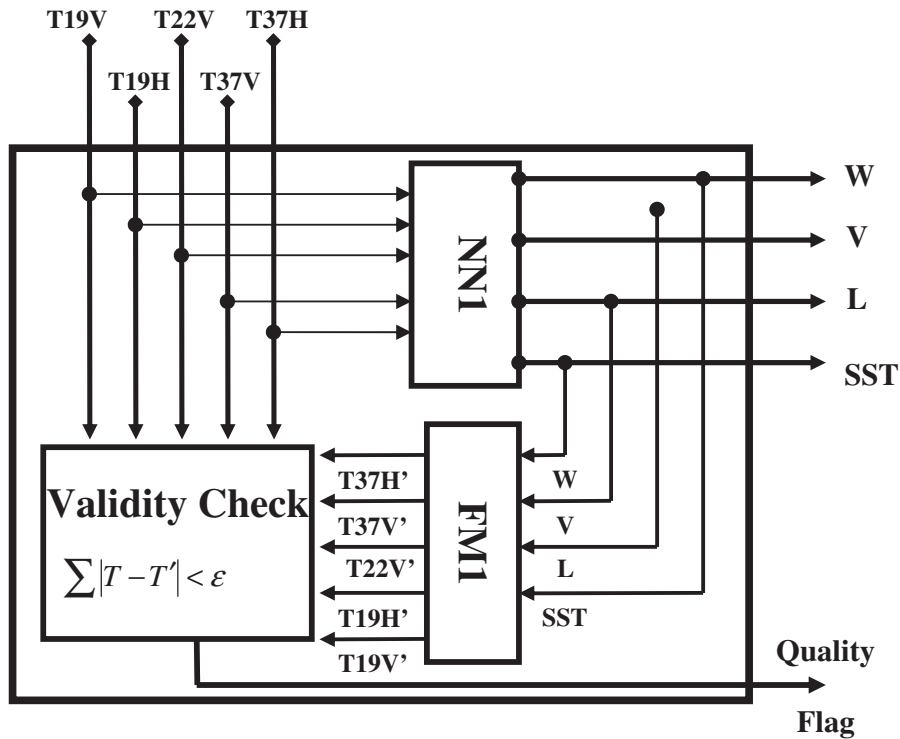 T19V T22V T37H
T19H T37V
W
V
L
SST
NN1
Validity Check
∑|T − T′| < ε
FM1
T37H’
T37V’
T22V’
T19H’
T19V’
W
V
L
SST
Quality
Flag